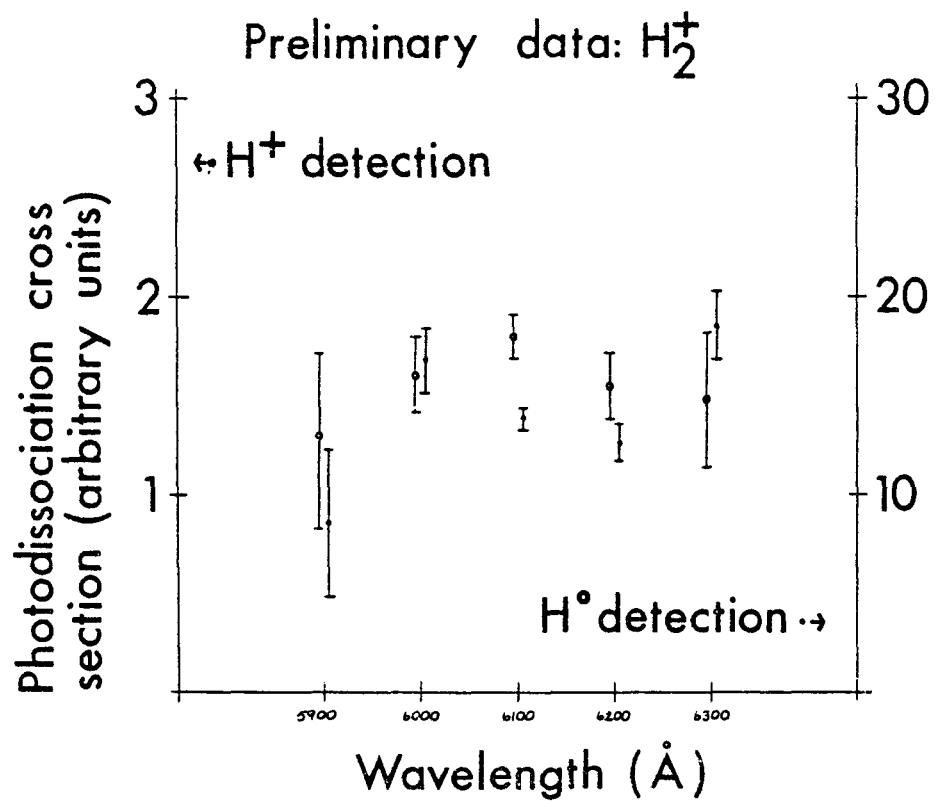 Preliminary data: H₂⁺
3
30
← H⁺ detection
Photodissociation cross
section (arbitrary units)
2
20
1
10
H° detection →
5900 6000 6100 6200 6300
Wavelength (Å)